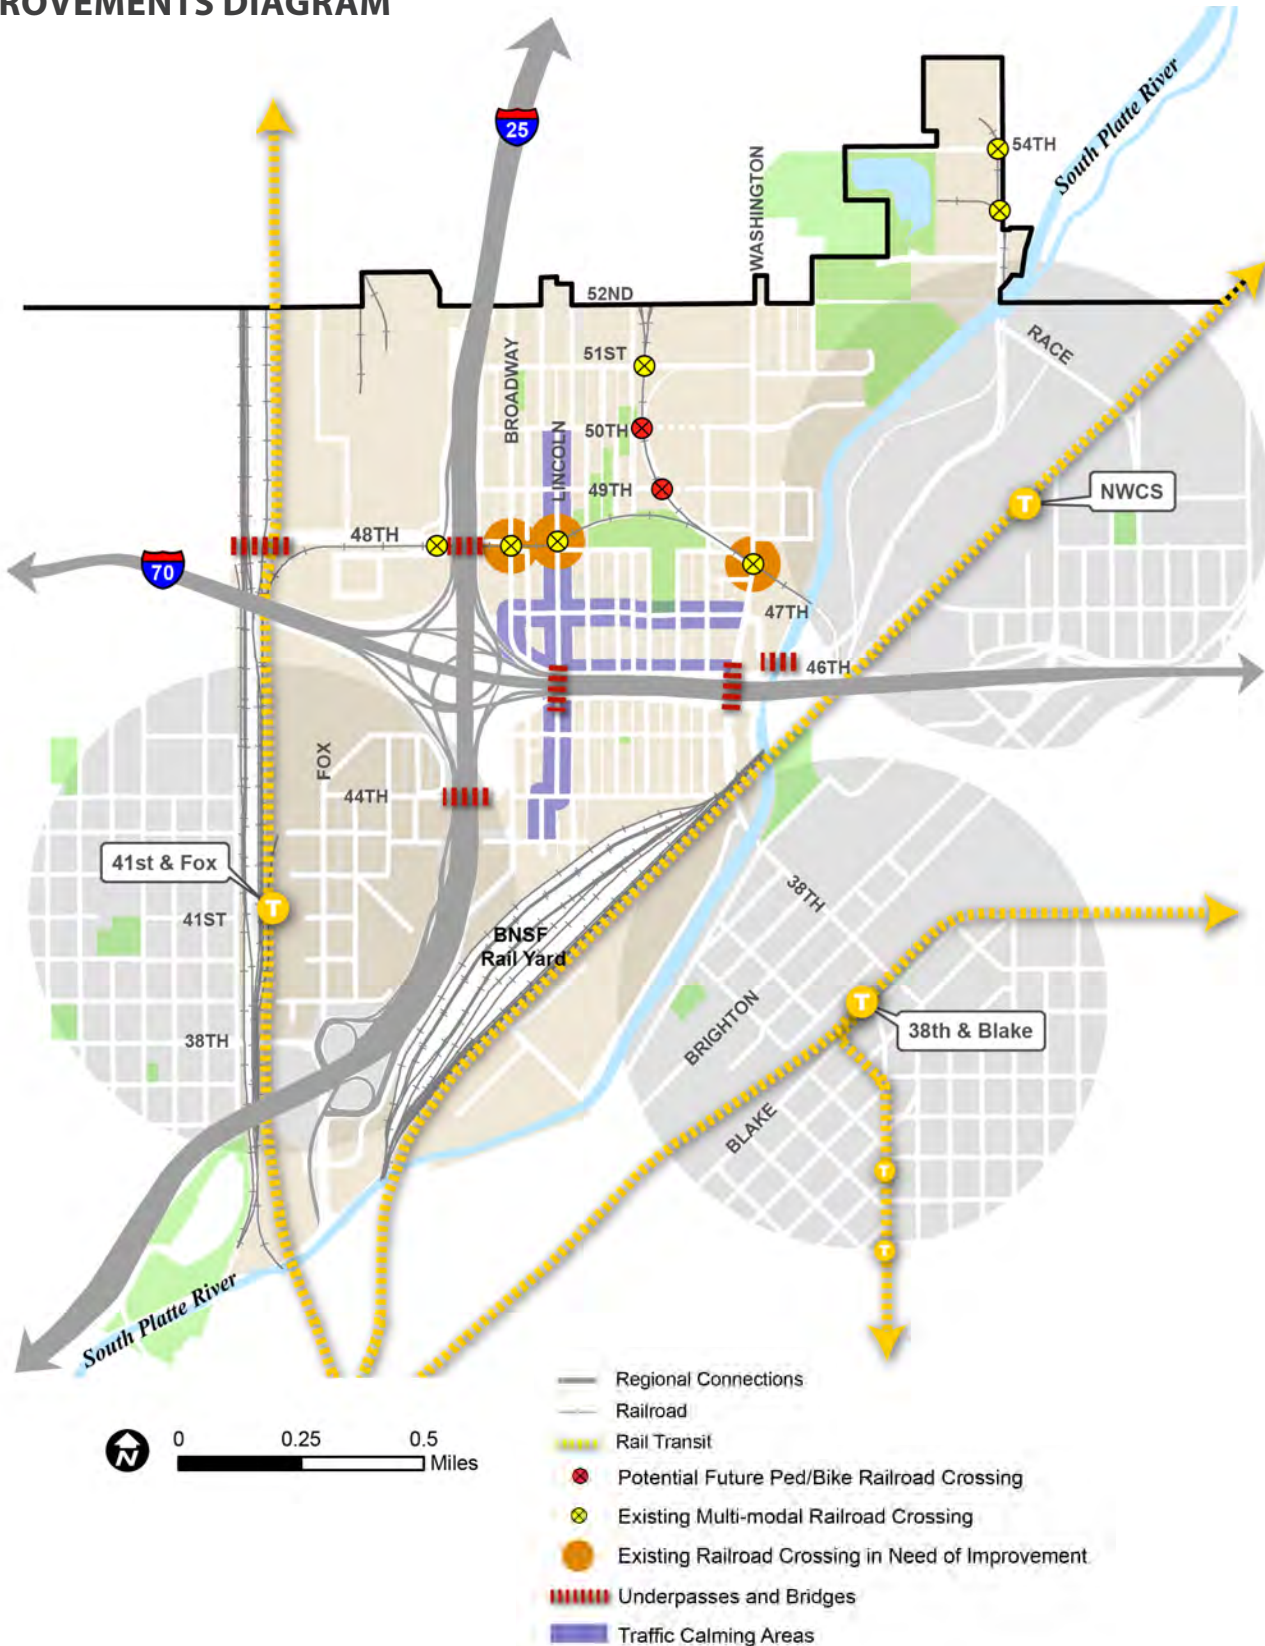 ROVEMENTS DIAGRAM
25
54TH
South Platte River
WASHINGTON
52ND
RACE
51ST
BROADWAY
50TH
LINCOLN
49TH
NWCS
48TH
70
47TH
46TH
FOX
44TH
41st & Fox
T
T
38TH
41ST
BNSF
Rail Yard
T
38th & Blake
38TH
BRIGHTON
BLAKE
T
T
South Platte River
Regional Connections
Railroad
N
0 0.25 0.5
Miles
Rail Transit
Potential Future Ped/Bike Railroad Crossing
Existing Multi-modal Railroad Crossing
Existing Railroad Crossing in Need of Improvement
Underpasses and Bridges
Traffic Calming Areas